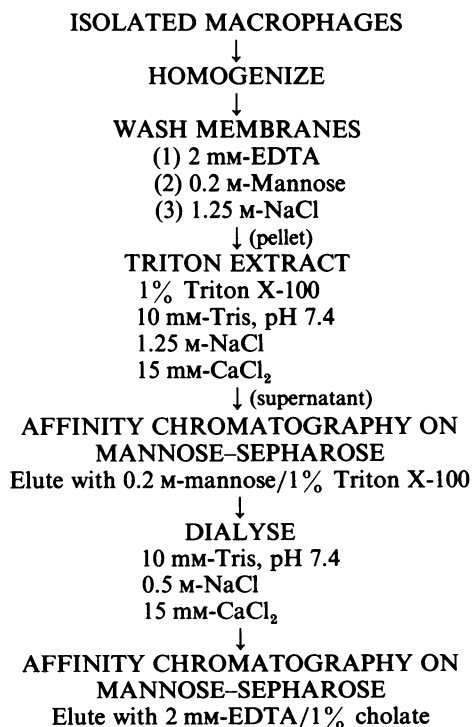 ISOLATED MACROPHAGES
↓
HOMOGENIZE
↓
WASH MEMBRANES
(1) 2 mM-EDTA
(2) 0.2 M-Mannose
(3) 1.25 M-NaCl
↓ (pellet)
TRITON EXTRACT
1% Triton X-100
10 mM-Tris, pH 7.4
1.25 M-NaCl
15 mM-CaCl₂
↓ (supernatant)
AFFINITY CHROMATOGRAPHY ON
MANNOSE–SEPHAROSE
Elute with 0.2 M-mannose/1% Triton X-100
↓
DIALYSE
10 mM-Tris, pH 7.4
0.5 M-NaCl
15 mM-CaCl₂
↓
AFFINITY CHROMATOGRAPHY ON
MANNOSE–SEPHAROSE
Elute with 2 mM-EDTA/1% cholate